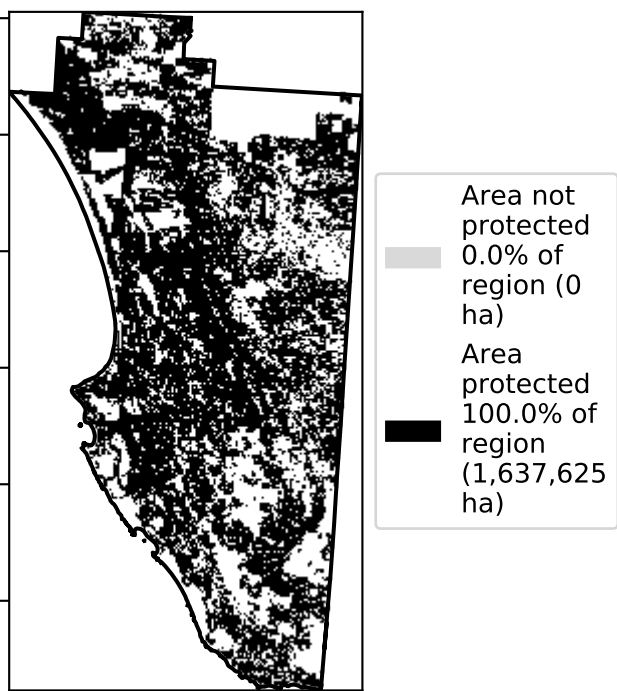 Area not
protected
0.0% of
region (0
ha)
Area
protected
100.0% of
region
(1,637,625
ha)